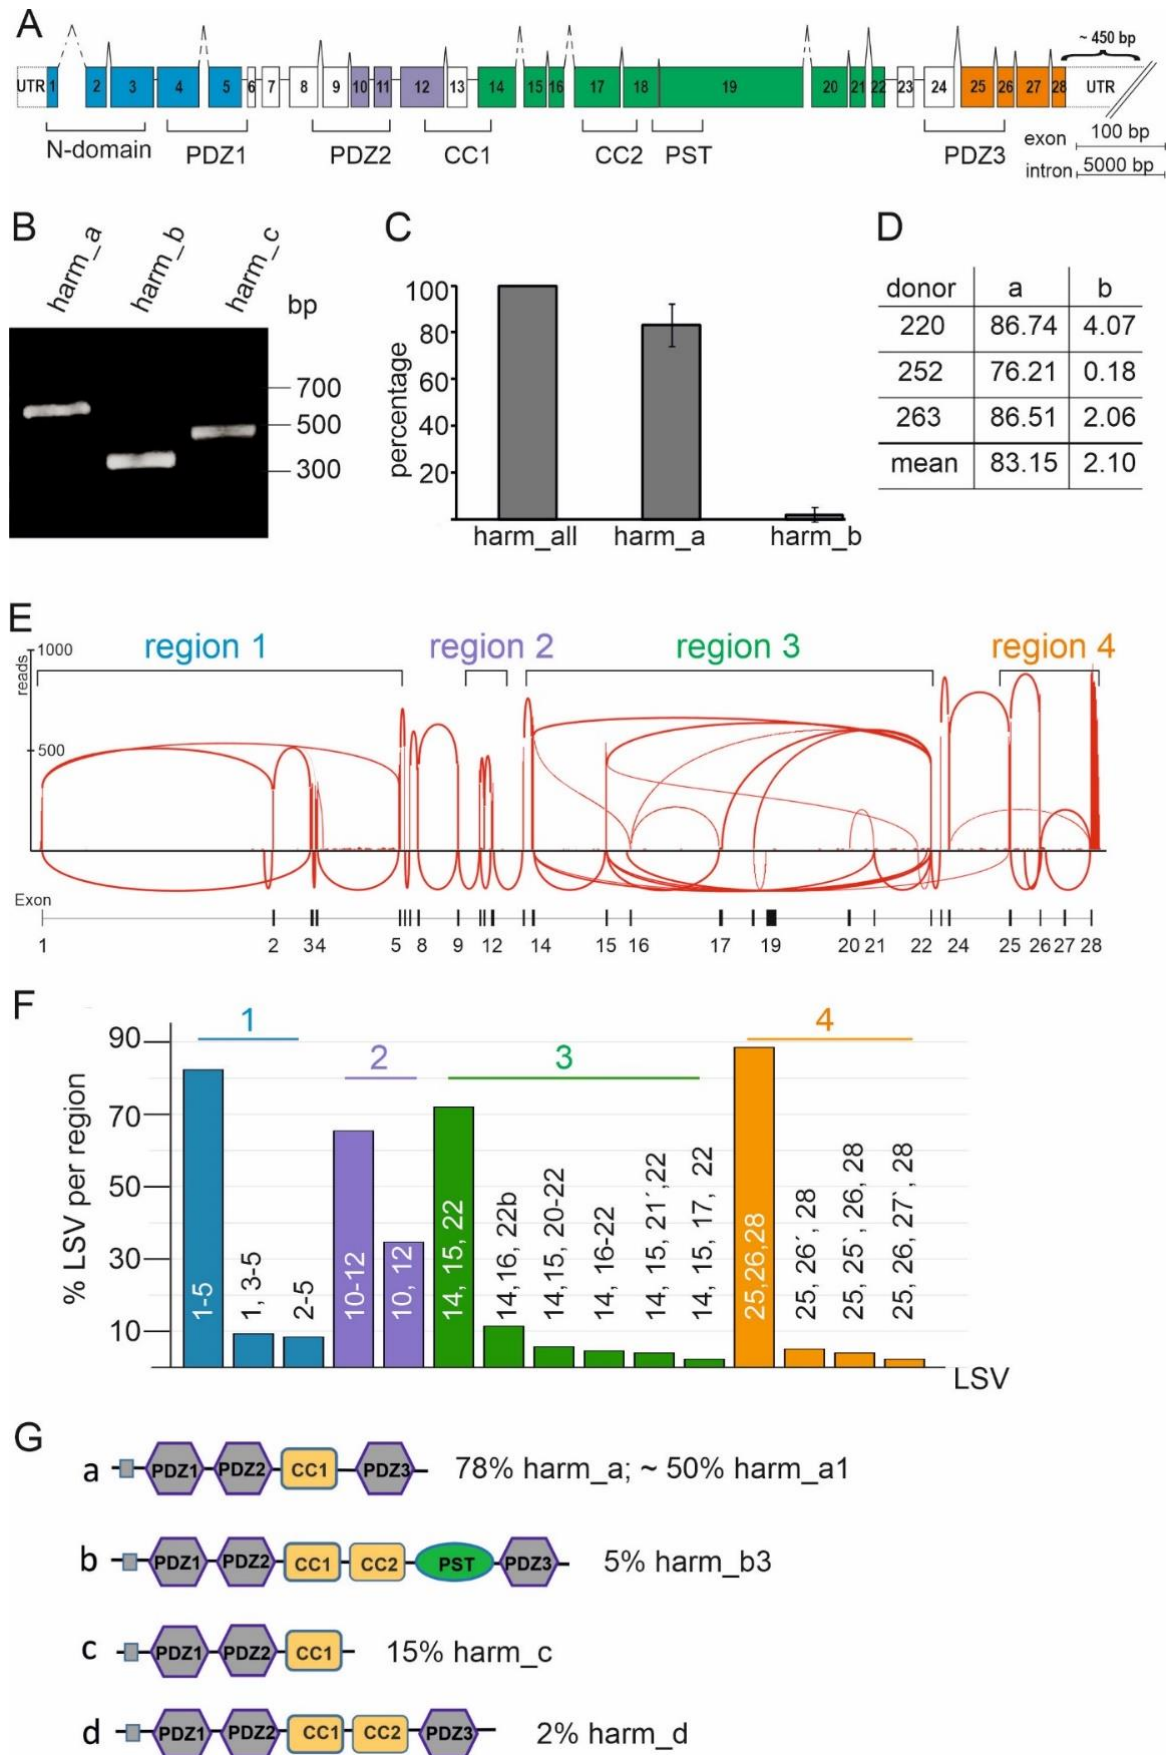 A
~ 450 bp
UTR 1 2 3 4 5 6 7 8 9 10 11 12 13 14 15 16 17 18 19 20 21 22 23 24 25 26 27 28 UTR
N-domain PDZ1 PDZ2 CC1 CC2 PST PDZ3
exon 100 bp
intron 5000 bp
B
harm_a harm_b harm_c bp
700
500
300
C
percentage
100
80
60
40
20
harm_all harm_a harm_b
D
donor a b
220 86.74 4.07
252 76.21 0.18
263 86.51 2.06
mean 83.15 2.10
E
region 1 region 2 region 3 region 4
reads
1000
500
Exon
1 2 34 5 8 9 12 14 15 16 17 19 20 21 22 24 25 26 27 28
F
1 2 3 4
% LSV per region
90
70
50
30
10
1-5
1, 3-5
2-5
10-12
10, 12
14, 15, 22
14,16, 22b
14,15, 20-22
14, 16-22
14, 15, 21´,22
14, 15, 17, 22
25,26,28
25, 26´, 28
25, 25`, 26, 28
25, 26, 27`, 28
LSV
G
a PDZ1 PDZ2 CC1 PDZ3 78% harm_a; ~ 50% harm_a1
b PDZ1 PDZ2 CC1 CC2 PST PDZ3 5% harm_b3
c PDZ1 PDZ2 CC1 15% harm_c
d PDZ1 PDZ2 CC1 CC2 PDZ3 2% harm_d